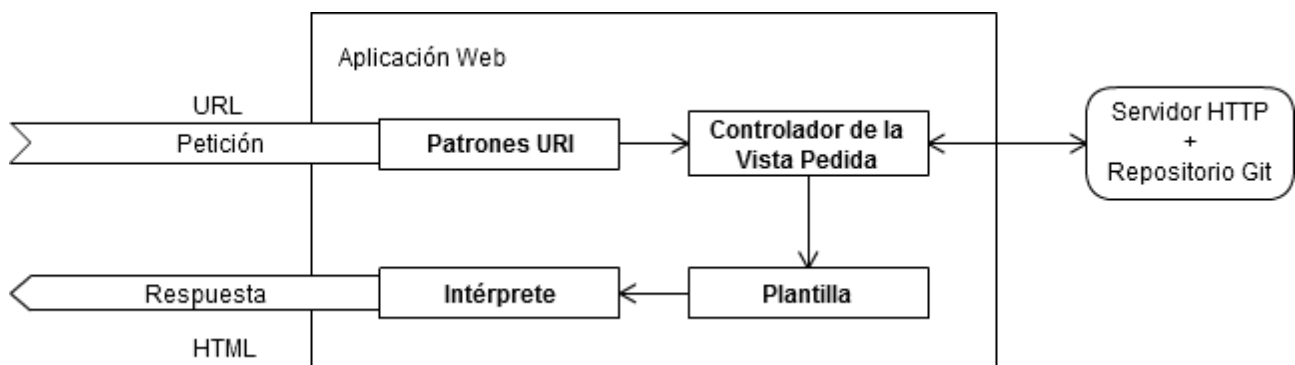 Aplicación Web
URL
Petición
Patrones URI
Controlador de la
Vista Pedida
Servidor HTTP
+
Repositorio Git
Respuesta
Intérprete
Plantilla
HTML